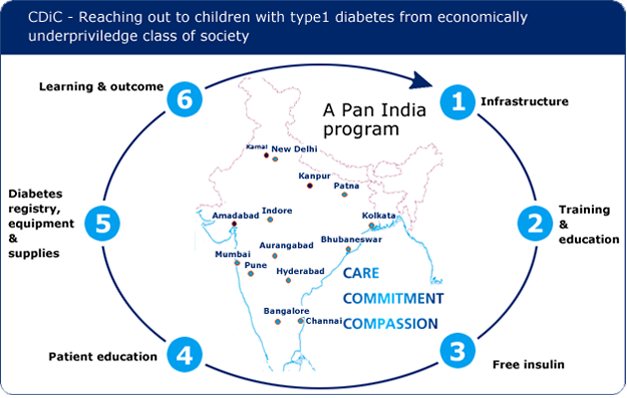 CDiC - Reaching out to children with type1 diabetes from economically
underpriviledge class of society
Learning & outcome
6
1
Infrastructure
A Pan India
program
Karnal
New Delhi
Kanpur
Patna
Diabetes
registry,
equipment
&
supplies
5
Amadabad
Indore
Kolkata
2
Training
&
education
Bhubaneswar
Aurangabad
Mumbai
Pune
Hyderabad
CARE
COMMITMENT
COMPASSION
Bangalore
Channai
Patient education
4
3
Free insulin